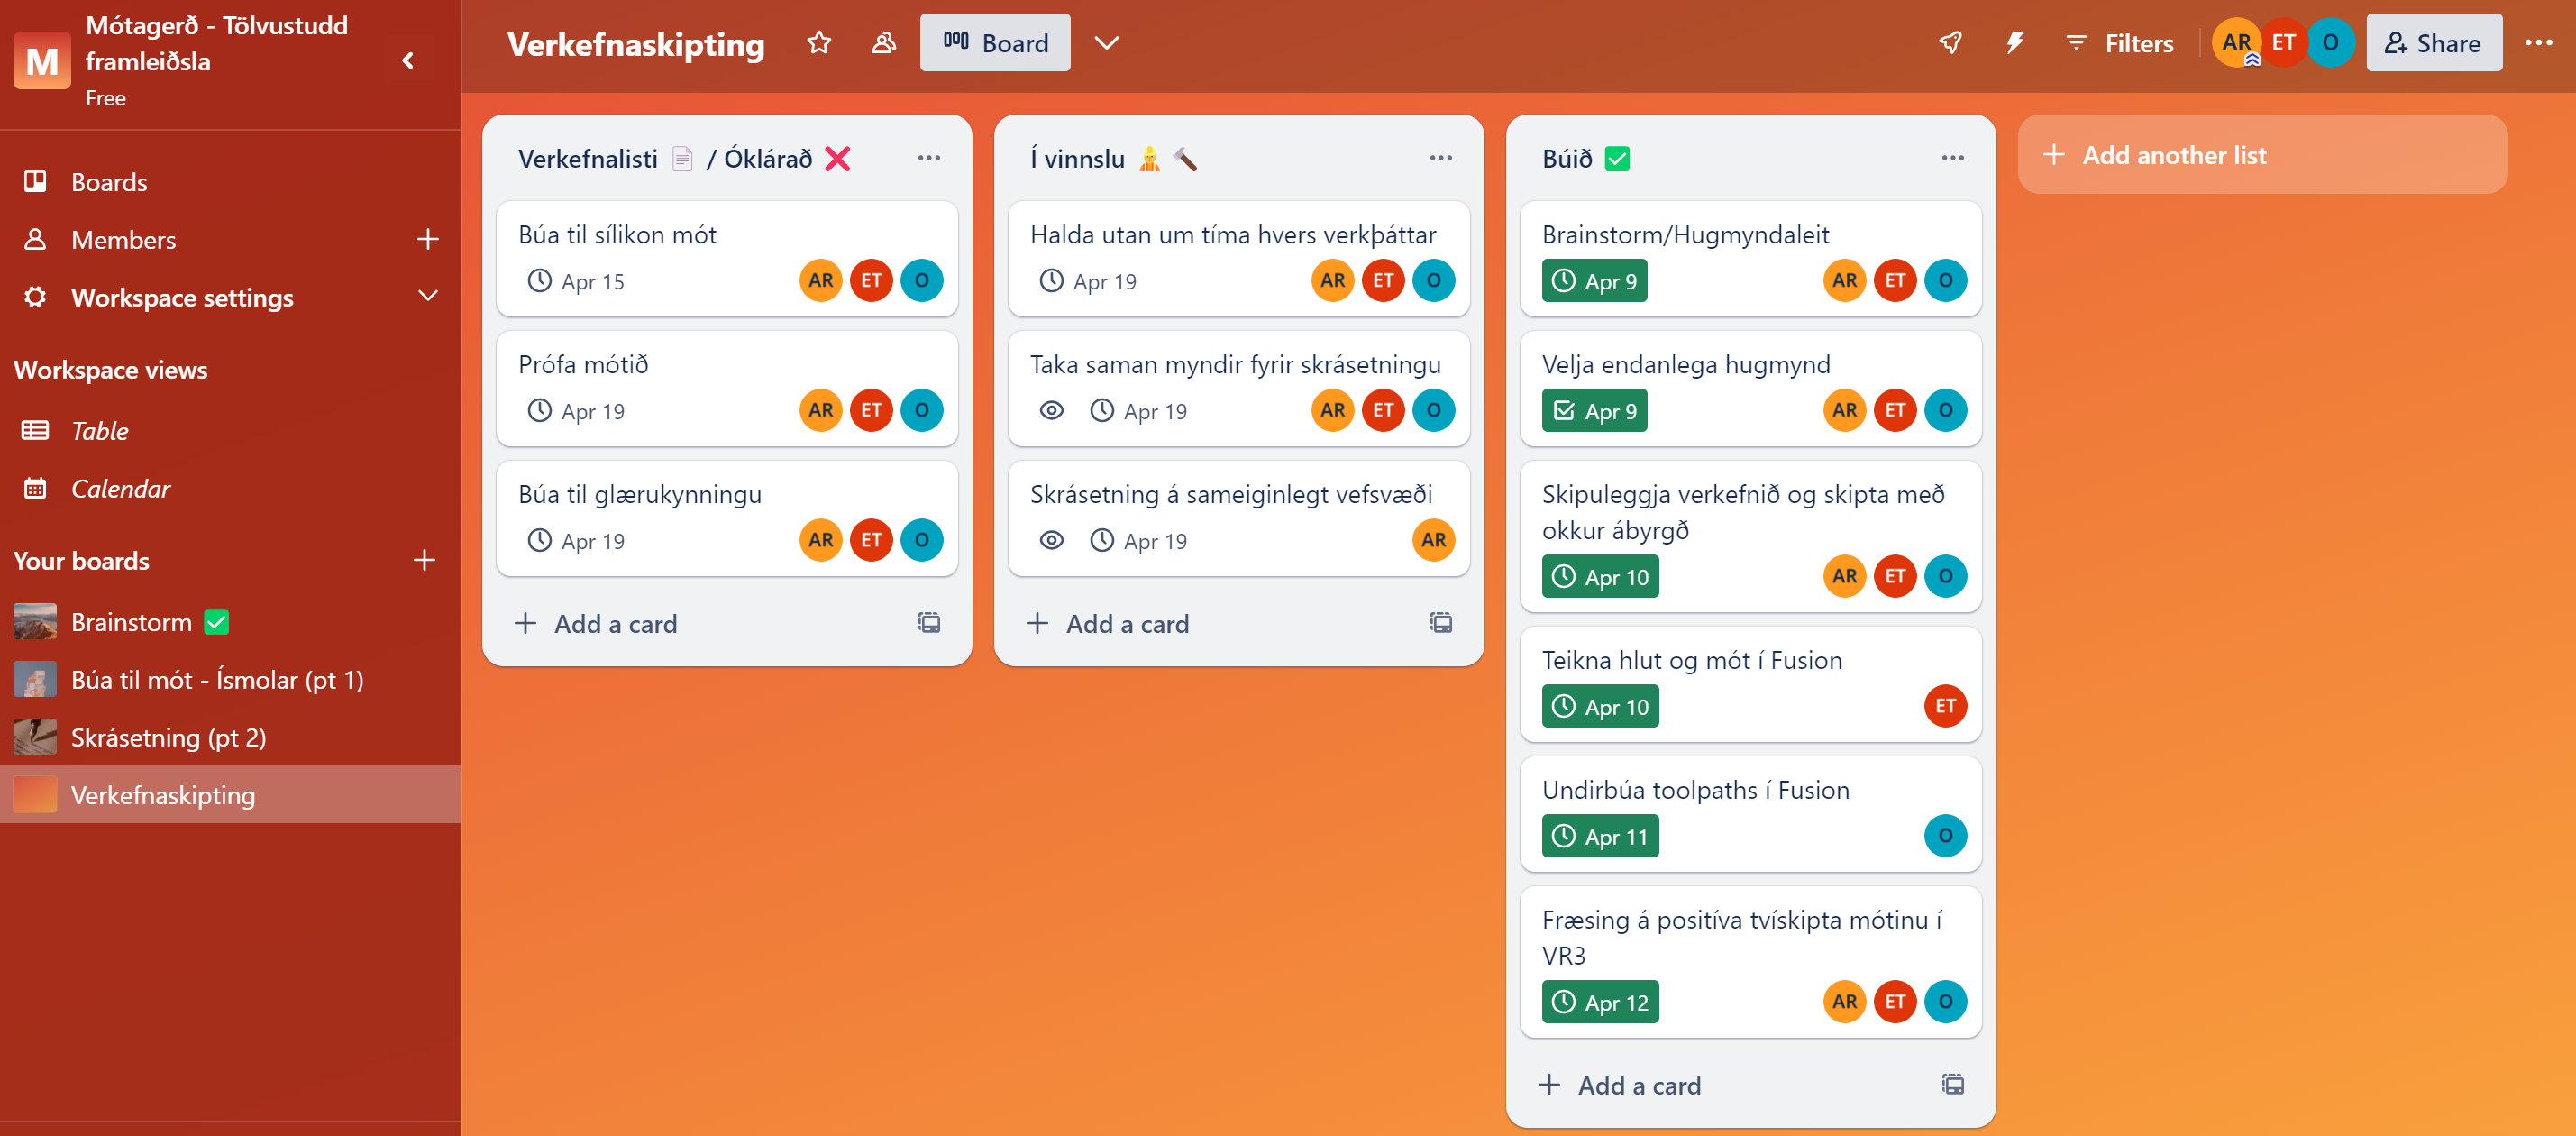 M
Mótagerð - Tölvustudd
framleiðsla
Free
Boards
Members
Workspace settings
Workspace views
Table
Calendar
Your boards
Brainstorm ✅
Búa til mót - Ísmolar (pt 1)
Skrásetning (pt 2)
Verkefnaskipting
Verkefnaskipting
Board
Filters
AR ET O
Share
Verkefnalisti 📄 / Óklárað ❌
Búa til sílikon mót
Apr 15 AR ET O
Prófa mótið
Apr 19 AR ET O
Búa til glærukynningu
Apr 19 AR ET O
Add a card
Í vinnslu 👷 🔨
Halda utan um tíma hvers verkþáttar
Apr 19 AR ET O
Taka saman myndir fyrir skrásetningu
Apr 19 AR ET O
Skrásetning á sameiginlegt vefsvæði
Apr 19 AR
Add a card
Búið ✅
Brainstorm/Hugmyndaleit
Apr 9 AR ET O
Velja endanlega hugmynd
Apr 9 AR ET O
Skipuleggja verkefnið og skipta með
okkur ábyrgð
Apr 10 AR ET O
Teikna hlut og mót í Fusion
Apr 10 ET
Undirbúa toolpaths í Fusion
Apr 11 O
Fræsing á positíva tvískipta mótinu í
VR3
Apr 12 AR ET O
Add a card
Add another list